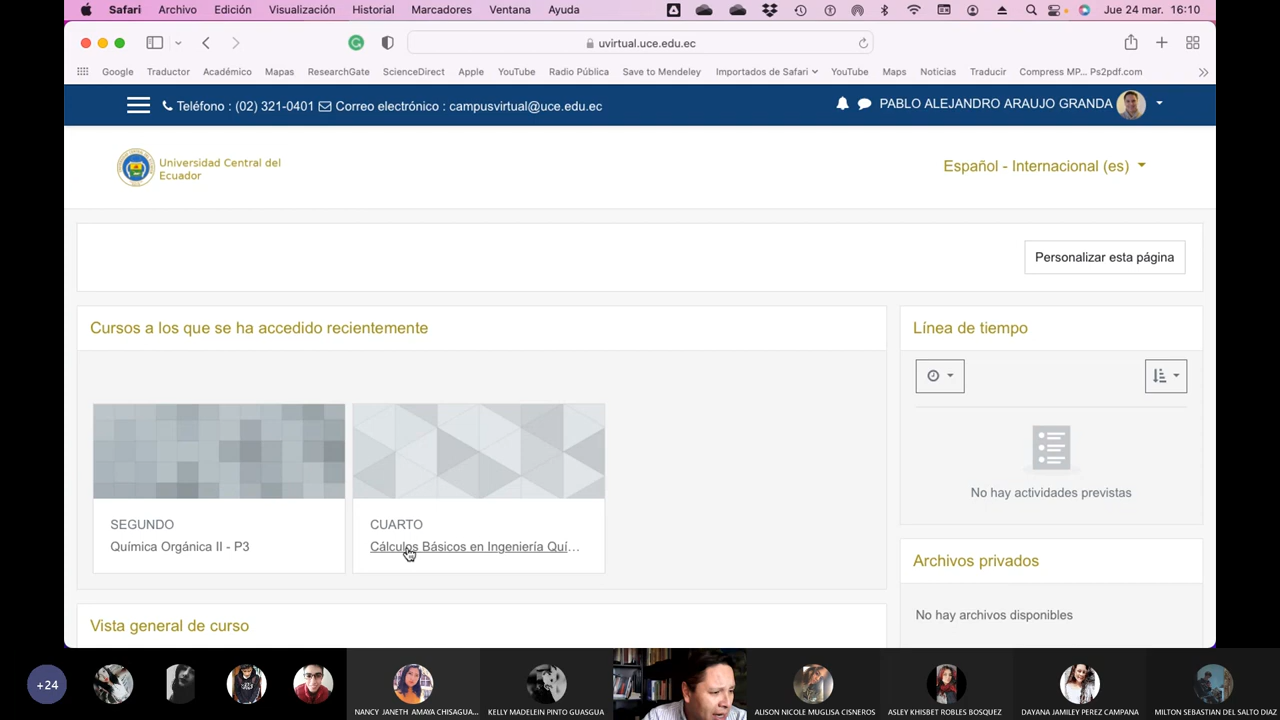 Safari Archivo Edición Visualización Historial Marcadores Ventana Ayuda Jue 24 mar. 16:10
uvirtual.uce.edu.ec
Google Traductor Académico Mapas ResearchGate ScienceDirect Apple YouTube Radio Pública Save to Mendeley Importados de Safari YouTube Maps Noticias Traducir Compress MP... Ps2pdf.com
Teléfono : (02) 321-0401 Correo electrónico : campusvirtual@uce.edu.ec PABLO ALEJANDRO ARAUJO GRANDA
Universidad Central del
Ecuador
Español - Internacional (es)
Personalizar esta página
Cursos a los que se ha accedido recientemente
SEGUNDO
Química Orgánica II - P3
CUARTO
Cálculos Básicos en Ingeniería Quí...
Vista general de curso
Línea de tiempo
No hay actividades previstas
Archivos privados
No hay archivos disponibles
+24
NANCY JANETH AMAYA CHISAGUA...
KELLY MADELEIN PINTO GUASGUA
ALISON NICOLE MUGLISA CISNEROS
ASLEY KHISBET ROBLES BOSQUEZ
DAYANA JAMILEY PEREZ CAMPANA
MILTON SEBASTIAN DEL SALTO DIAZ